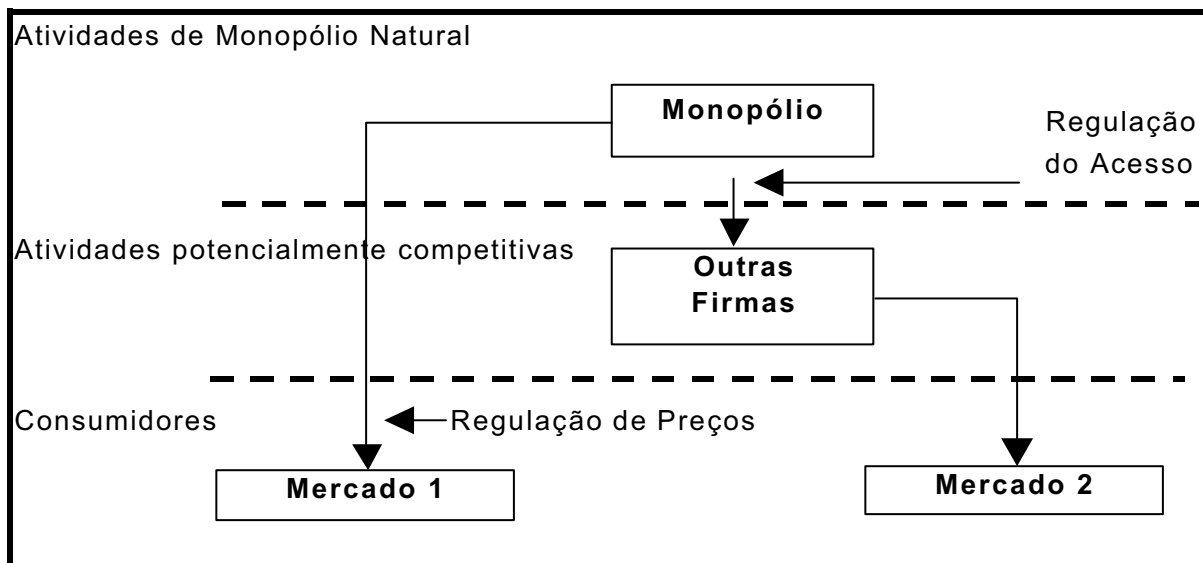 Atividades de Monopólio Natural
Monopólio
Regulação
do Acesso
Atividades potencialmente competitivas
Outras
Firmas
Consumidores
Regulação de Preços
Mercado 1
Mercado 2